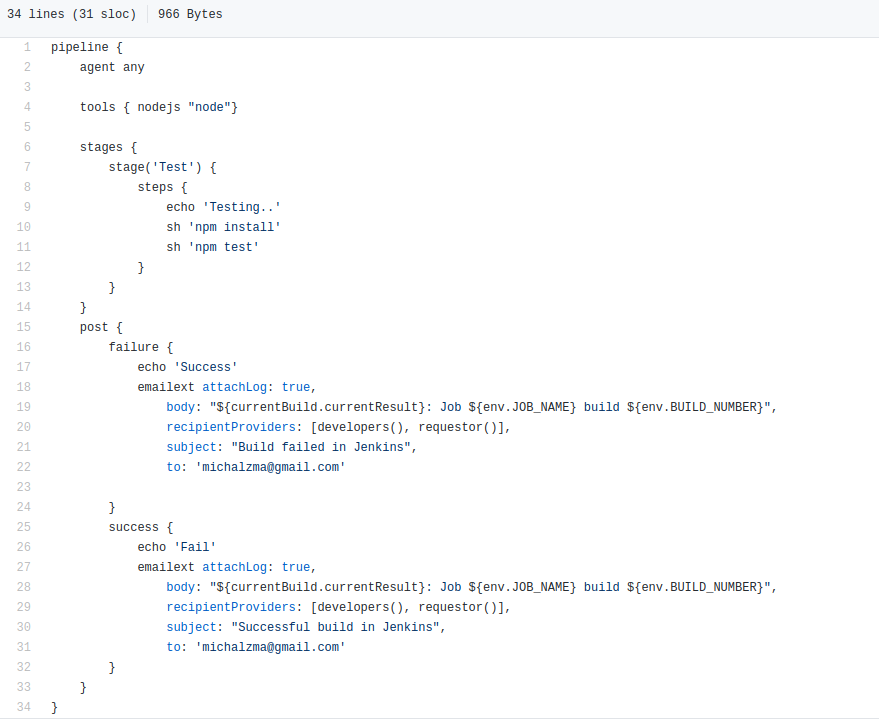 34 lines (31 sloc) 966 Bytes
1 pipeline {
2     agent any
3
4     tools { nodejs "node"}
5
6     stages {
7         stage('Test') {
8             steps {
9                 echo 'Testing..'
10                 sh 'npm install'
11                 sh 'npm test'
12             }
13         }
14     }
15     post {
16         failure {
17             echo 'Success'
18             emailext attachLog: true,
19                 body: "${currentBuild.currentResult}: Job ${env.JOB_NAME} build ${env.BUILD_NUMBER}",
20                 recipientProviders: [developers(), requestor()],
21                 subject: "Build failed in Jenkins",
22                 to: 'michalzma@gmail.com'
23
24         }
25         success {
26             echo 'Fail'
27             emailext attachLog: true,
28                 body: "${currentBuild.currentResult}: Job ${env.JOB_NAME} build ${env.BUILD_NUMBER}",
29                 recipientProviders: [developers(), requestor()],
30                 subject: "Successful build in Jenkins",
31                 to: 'michalzma@gmail.com'
32         }
33     }
34 }